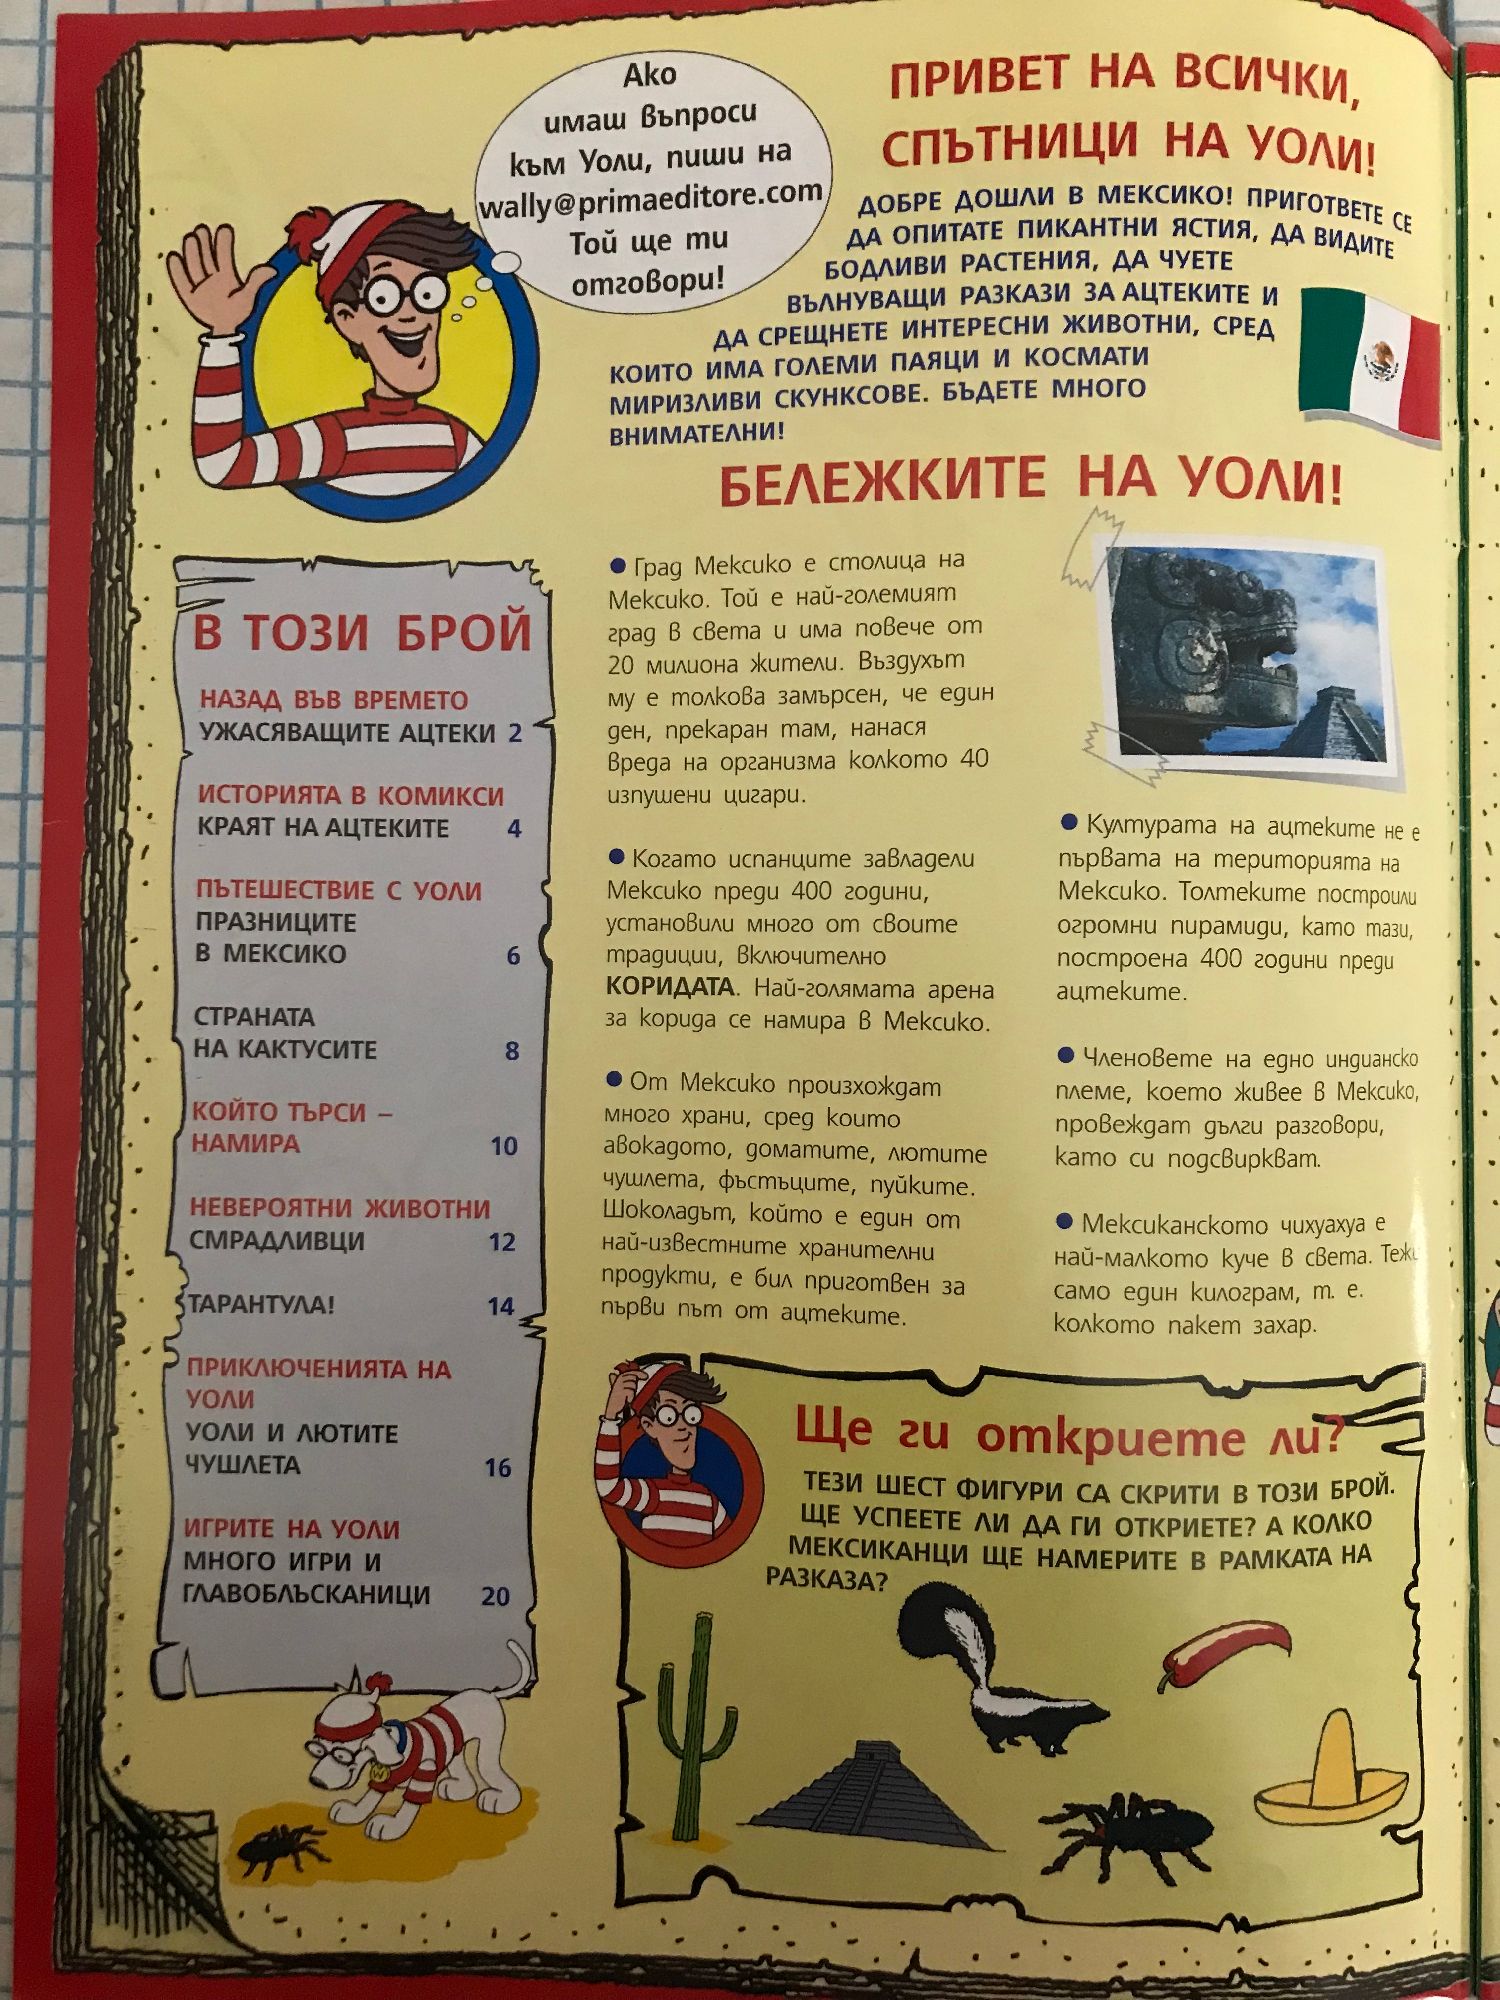 Ако
имаш въпроси
към Уоли, пиши на
wally@primaeditore.com
Той ще ти
отговори!
ПРИВЕТ НА ВСИЧКИ,
СПЪТНИЦИ НА УОЛИ!
ДОБРЕ ДОШЛИ В МЕКСИКО! ПРИГОТВЕТЕ СЕ
ДА ОПИТАТЕ ПИКАНТНИ ЯСТИЯ, ДА ВИДИТЕ
БОДЛИВИ РАСТЕНИЯ, ДА ЧУЕТЕ
ВЪЛНУВАЩИ РАЗКАЗИ ЗА АЦТЕКИТЕ И
ДА СРЕЩНЕТЕ ИНТЕРЕСНИ ЖИВОТНИ, СРЕД
КОИТО ИМА ГОЛЕМИ ПАЯЦИ И КОСМАТИ
МИРИЗЛИВИ СКУНКСОВЕ. БЪДЕТЕ МНОГО
ВНИМАТЕЛНИ!
БЕЛЕЖКИТЕ НА УОЛИ!
В ТОЗИ БРОЙ
НАЗАД ВЪВ ВРЕМЕТО
УЖАСЯВАЩИТЕ АЦТЕКИ 2
ИСТОРИЯТА В КОМИКСИ
КРАЯТ НА АЦТЕКИТЕ 4
ПЪТЕШЕСТВИЕ С УОЛИ
ПРАЗНИЦИТЕ
В МЕКСИКО 6
СТРАНАТА
НА КАКТУСИТЕ 8
КОЙТО ТЪРСИ –
НАМИРА 10
НЕВЕРОЯТНИ ЖИВОТНИ
СМРАДЛИВЦИ 12
ТАРАНТУЛА! 14
ПРИКЛЮЧЕНИЯТА НА
УОЛИ
УОЛИ И ЛЮТИТЕ
ЧУШЛЕТА 16
ИГРИТЕ НА УОЛИ
МНОГО ИГРИ И
ГЛАВОБЛЪСКАНИЦИ 20
● Град Мексико е столица на
Мексико. Той е най-големият
град в света и има повече от
20 милиона жители. Въздухът
му е толкова замърсен, че един
ден, прекаран там, нанася
вреда на организма колкото 40
изпушени цигари.
● Когато испанците завладели
Мексико преди 400 години,
установили много от своите
традиции, включително
КОРИДАТА. Най-голямата арена
за корида се намира в Мексико.
● От Мексико произхождат
много храни, сред които
авокадото, доматите, лютите
чушлета, фъстъците, пуйките.
Шоколадът, който е един от
най-известните хранителни
продукти, е бил приготвен за
първи път от ацтеките.
● Културата на ацтеките не е
първата на територията на
Мексико. Толтеките построили
огромни пирамиди, като тази,
построена 400 години преди
ацтеките.
● Членовете на едно индианско
племе, което живее в Мексико,
провеждат дълги разговори,
като си подсвиркват.
● Мексиканското чихуахуа е
най-малкото куче в света. Тежи
само един килограм, т. е.
колкото пакет захар.
Ще ги откриете ли?
ТЕЗИ ШЕСТ ФИГУРИ СА СКРИТИ В ТОЗИ БРОЙ.
ЩЕ УСПЕЕТЕ ЛИ ДА ГИ ОТКРИЕТЕ? А КОЛКО
МЕКСИКАНЦИ ЩЕ НАМЕРИТЕ В РАМКАТА НА
РАЗКАЗА?
W